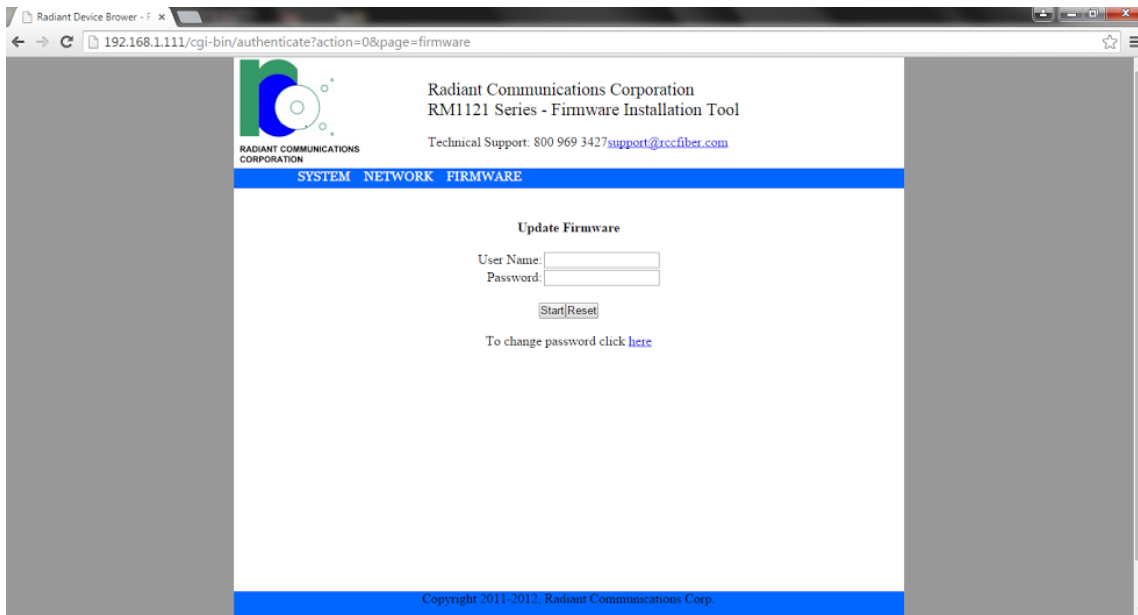 Radiant Device Brower - F
192.168.1.111/cgi-bin/authenticate?action=0&page=firmware
RADIANT COMMUNICATIONS
CORPORATION
Radiant Communications Corporation
RM1121 Series - Firmware Installation Tool
Technical Support: 800 969 3427support@rccfiber.com
SYSTEM NETWORK FIRMWARE
Update Firmware
User Name:
Password:
Start Reset
To change password click here
Copyright 2011-2012, Radiant Communications Corp.